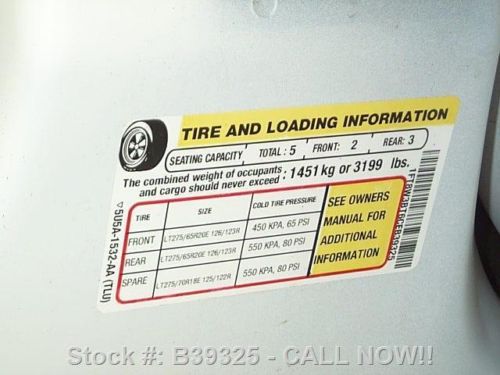 TIRE AND LOADING INFORMATION
SEATING CAPACITY TOTAL: 5 FRONT: 2 REAR: 3
The combined weight of occupants and cargo should never exceed: 1451kg or 3199 lbs.
TIRE SIZE COLD TIRE PRESSURE
FRONT LT275/65R20E 126/123R 450 KPA, 65 PSI
REAR LT275/65R20E 126/123R 550 KPA, 80 PSI
SPARE LT275/70R18E 125/122R 550 KPA, 80 PSI
SEE OWNERS
MANUAL FOR
ADDITIONAL
INFORMATION
5U5A-1532-AA (TLU)
Stock #: B39325 - CALL NOW!!